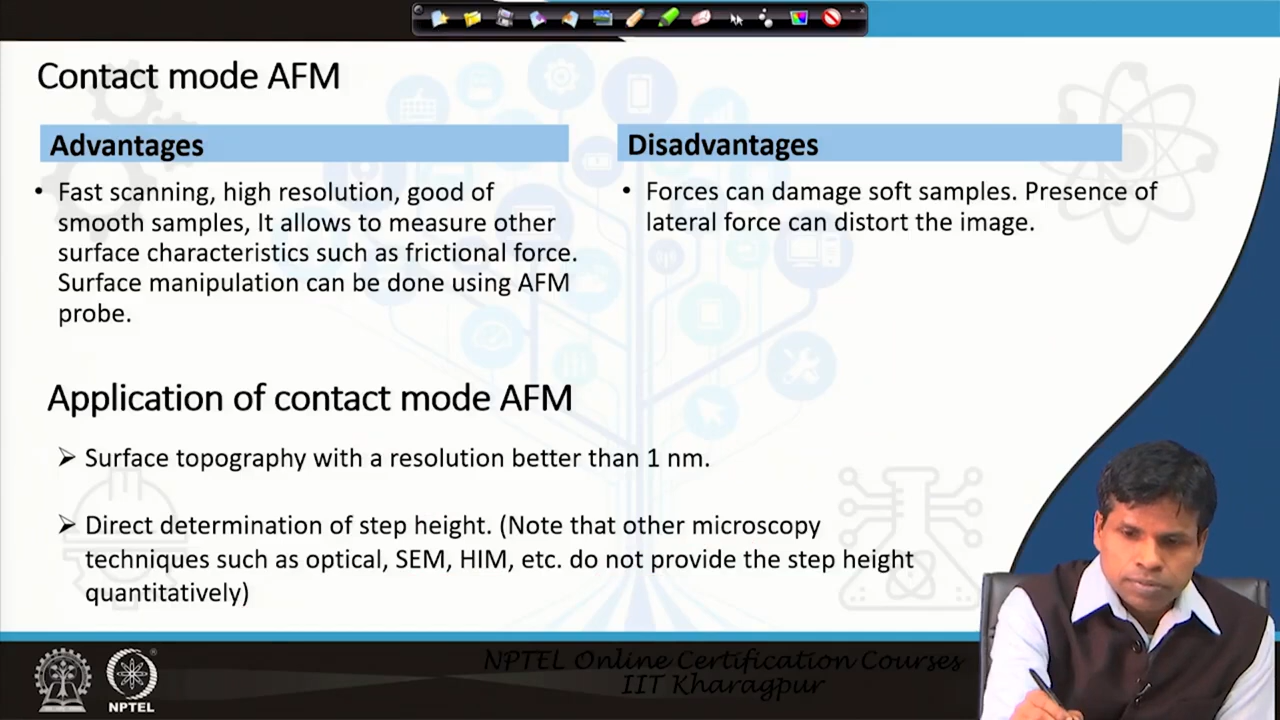 Contact mode AFM
Advantages
• Fast scanning, high resolution, good of
smooth samples, It allows to measure other
surface characteristics such as frictional force.
Surface manipulation can be done using AFM
probe.
Disadvantages
• Forces can damage soft samples. Presence of
lateral force can distort the image.
Application of contact mode AFM
➢ Surface topography with a resolution better than 1 nm.
➢ Direct determination of step height. (Note that other microscopy
techniques such as optical, SEM, HIM, etc. do not provide the step height
quantitatively)
NPTEL Online Certification Courses
IIT Kharagpur
NPTEL